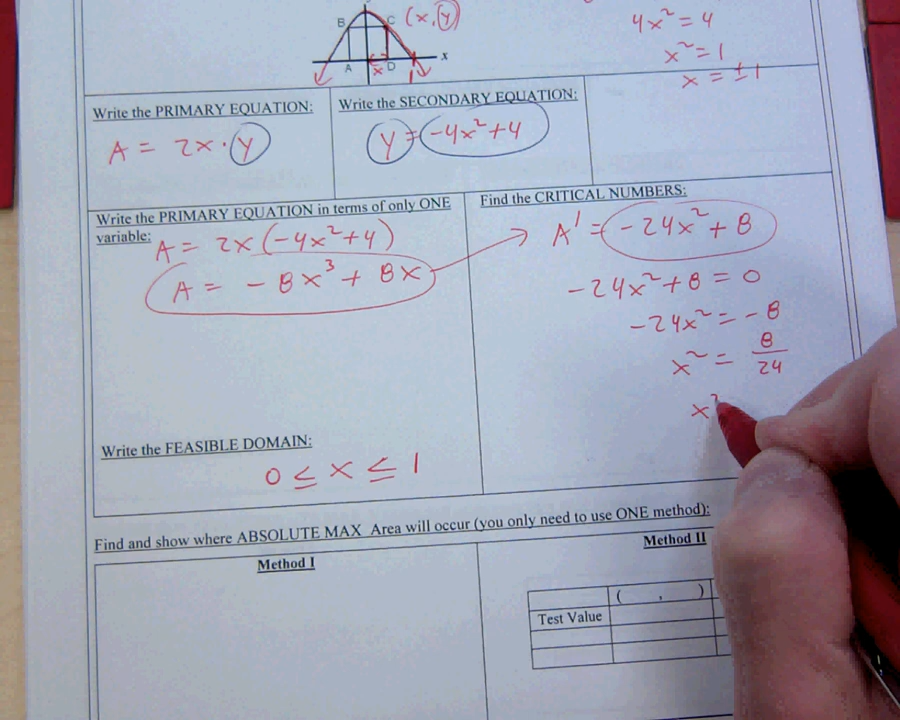 B C (x, y)
A x D 1 x
4x² = 4
x² = 1
x = ±1
Write the PRIMARY EQUATION:
A = 2x · y
Write the SECONDARY EQUATION:
y = -4x² + 4
Write the PRIMARY EQUATION in terms of only ONE
variable: A = 2x(-4x² + 4)
A = -8x³ + 8x
Find the CRITICAL NUMBERS:
A' = -24x² + 8
-24x² + 8 = 0
-24x² = -8
x² = 8/24
x²
Write the FEASIBLE DOMAIN:
0 ≤ x ≤ 1
Find and show where ABSOLUTE MAX Area will occur (you only need to use ONE method):
Method I
Method II
( , )
Test Value